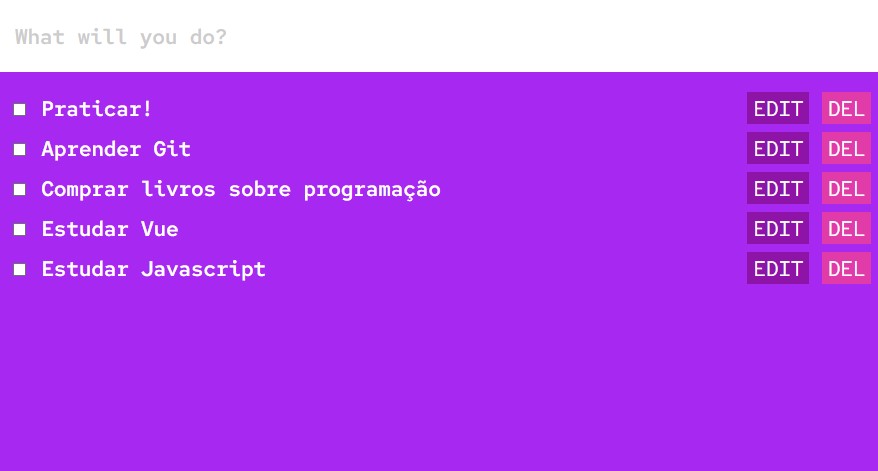 What will you do?
Praticar! EDIT DEL
Aprender Git EDIT DEL
Comprar livros sobre programação EDIT DEL
Estudar Vue EDIT DEL
Estudar Javascript EDIT DEL